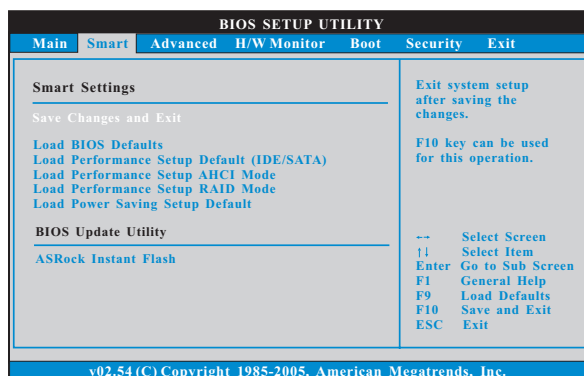 BIOS SETUP UTILITY
Main Smart Advanced H/W Monitor Boot Security Exit
Smart Settings
Save Changes and Exit
Load BIOS Defaults
Load Performance Setup Default (IDE/SATA)
Load Performance Setup AHCI Mode
Load Performance Setup RAID Mode
Load Power Saving Setup Default
BIOS Update Utility
ASRock Instant Flash
Exit system setup
after saving the
changes.
F10 key can be used
for this operation.
←→ Select Screen
↑↓ Select Item
Enter Go to Sub Screen
F1 General Help
F9 Load Defaults
F10 Save and Exit
ESC Exit
v02.54 (C) Copyright 1985-2005, American Megatrends, Inc.